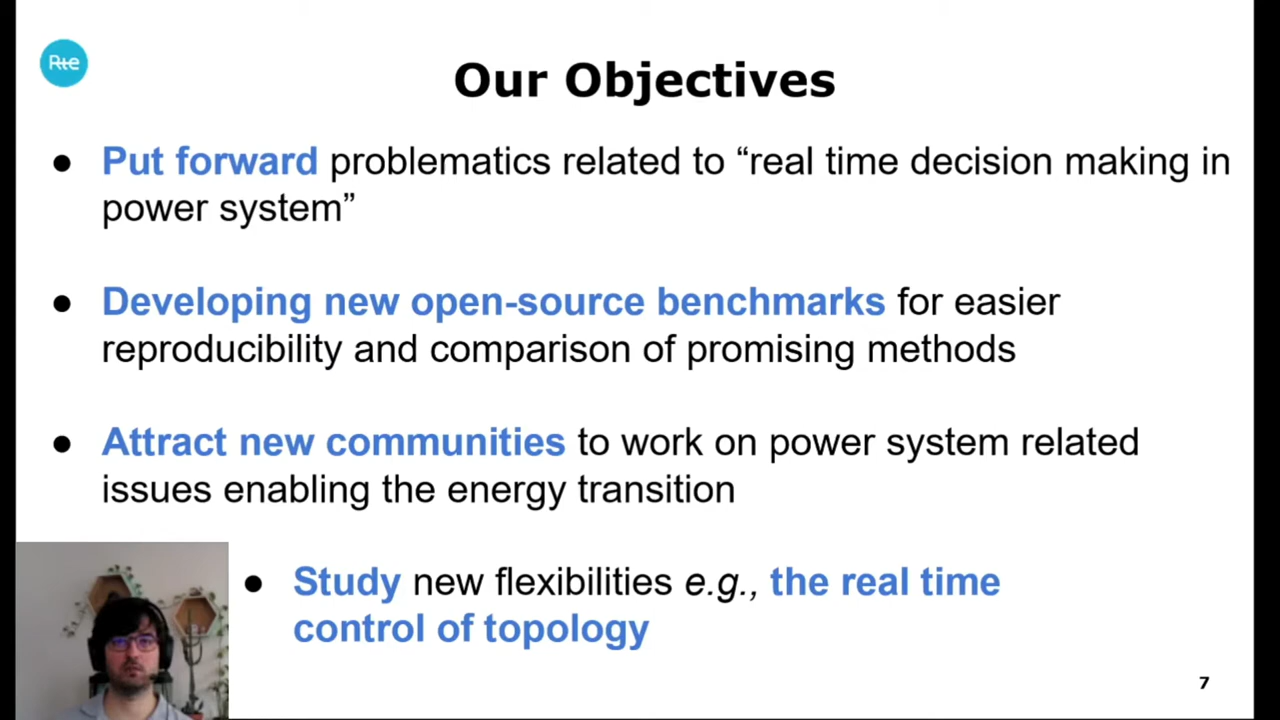 Rte
Our Objectives
● Put forward problematics related to “real time decision making in
power system”
● Developing new open-source benchmarks for easier
reproducibility and comparison of promising methods
● Attract new communities to work on power system related
issues enabling the energy transition
● Study new flexibilities e.g., the real time
control of topology
7